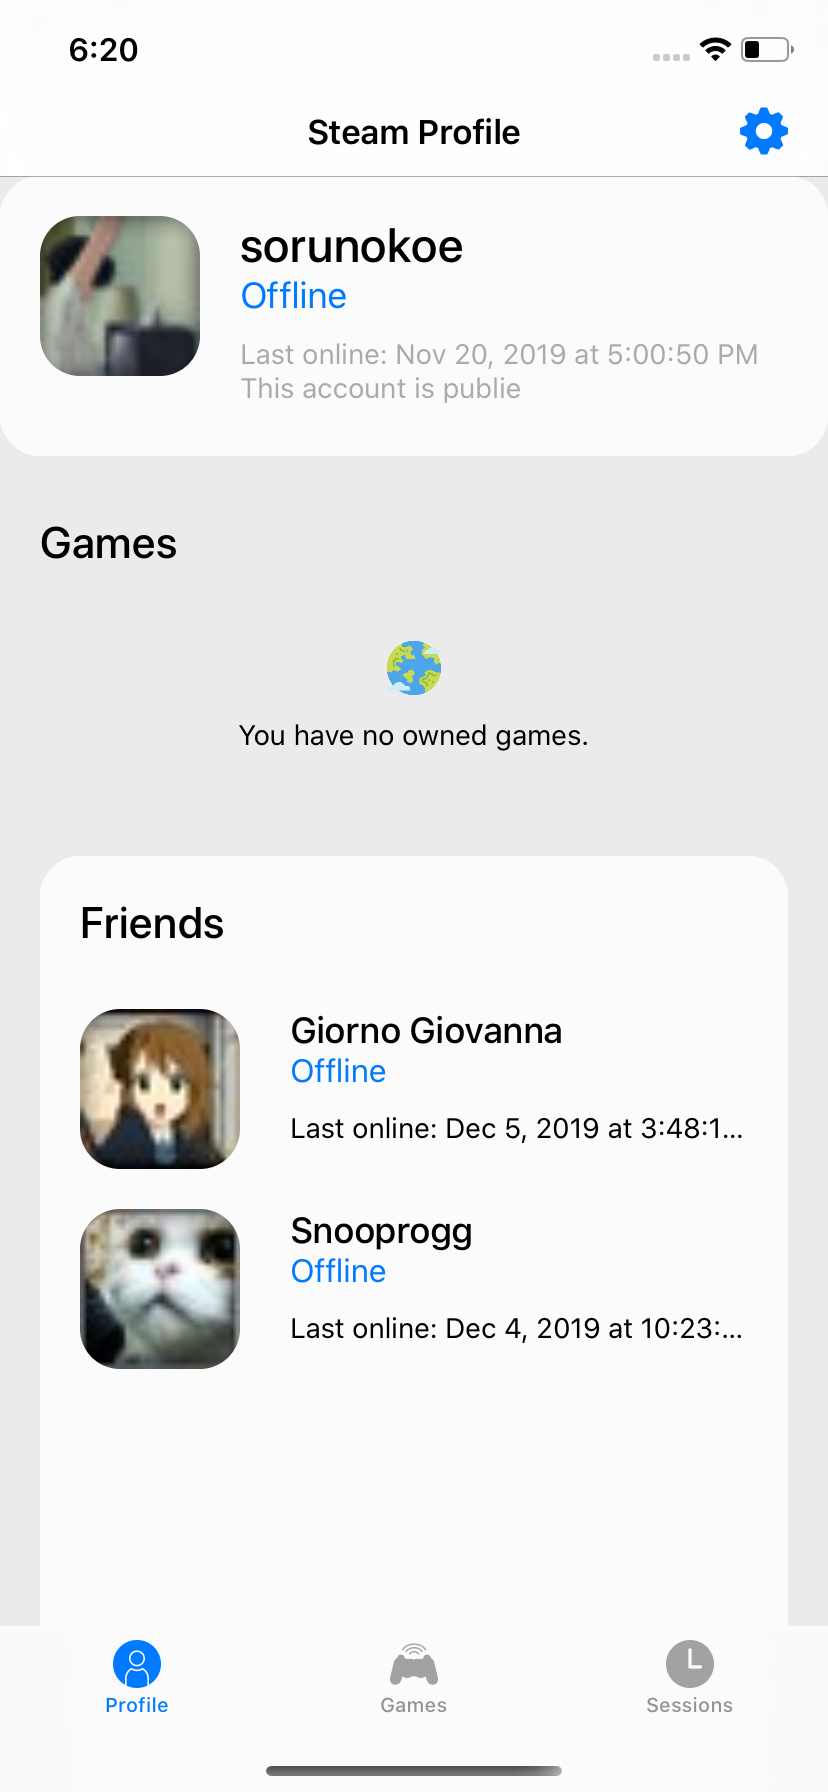 6:20
Steam Profile
sorunokoe
Offline
Last online: Nov 20, 2019 at 5:00:50 PM
This account is publie
Games
You have no owned games.
Friends
Giorno Giovanna
Offline
Last online: Dec 5, 2019 at 3:48:1...
Snooprogg
Offline
Last online: Dec 4, 2019 at 10:23:...
Profile
Games
Sessions